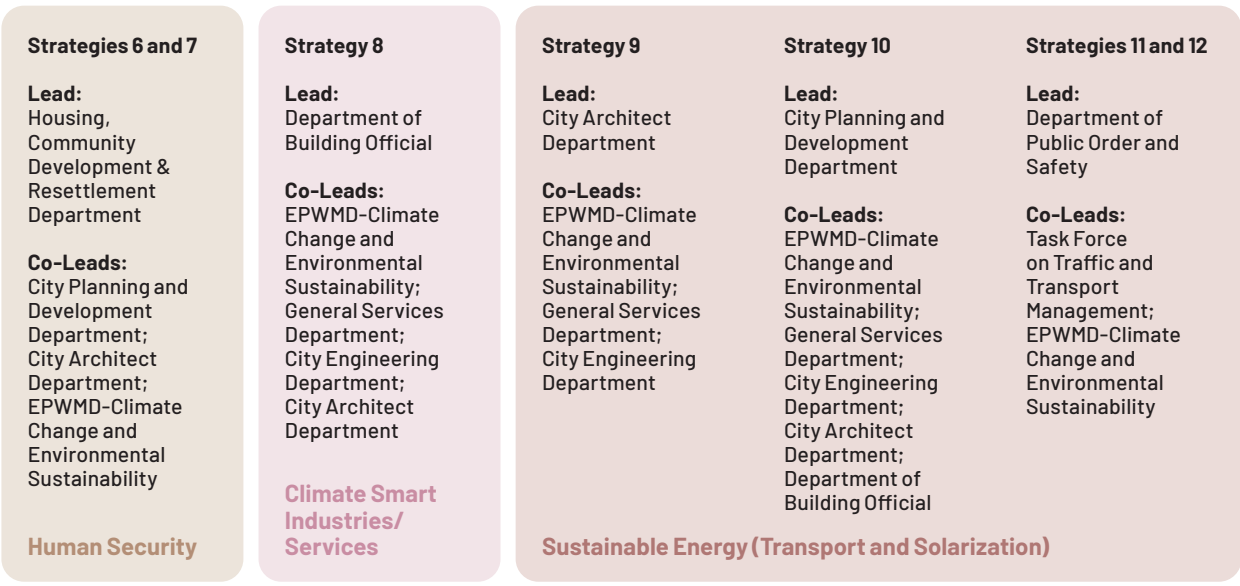 Strategies 6 and 7
Lead:
Housing,
Community
Development &
Resettlement
Department
Co-Leads:
City Planning and
Development
Department;
City Architect
Department;
EPWMD-Climate
Change and
Environmental
Sustainability
Human Security
Strategy 8
Lead:
Department of
Building Official
Co-Leads:
EPWMD-Climate
Change and
Environmental
Sustainability;
General Services
Department;
City Engineering
Department;
City Architect
Department
Climate Smart
Industries/
Services
Strategy 9
Lead:
City Architect
Department
Co-Leads:
EPWMD-Climate
Change and
Environmental
Sustainability;
General Services
Department;
City Engineering
Department
Strategy 10
Lead:
City Planning and
Development
Department
Co-Leads:
EPWMD-Climate
Change and
Environmental
Sustainability;
General Services
Department;
City Engineering
Department;
City Architect
Department;
Department of
Building Official
Strategies 11 and 12
Lead:
Department of
Public Order and
Safety
Co-Leads:
Task Force
on Traffic and
Transport
Management;
EPWMD-Climate
Change and
Environmental
Sustainability
Sustainable Energy (Transport and Solarization)